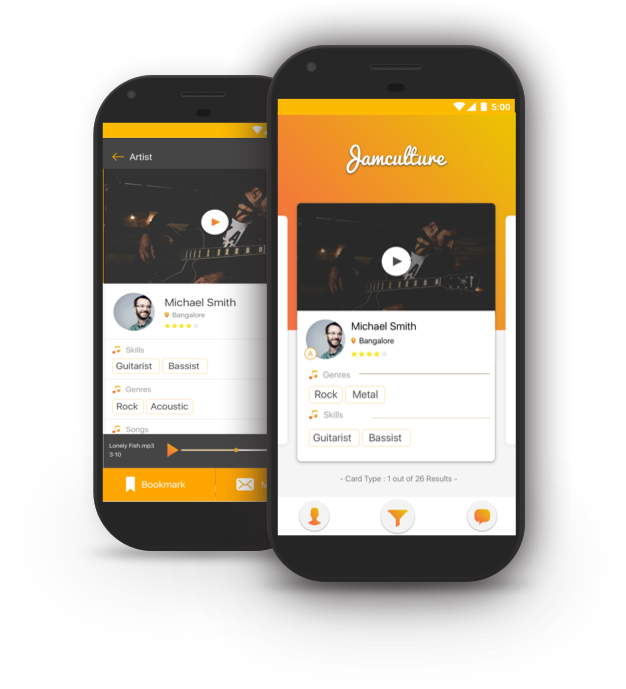 Artist
Michael Smith
Bangalore
Skills
Guitarist Bassist
Genres
Rock Acoustic
Songs
Lonely Fish.mp3
3:10
Bookmark
5:00
Jamculture
Michael Smith
A
Bangalore
Genres
Rock Metal
Skills
Guitarist Bassist
- Card Type : 1 out of 26 Results -